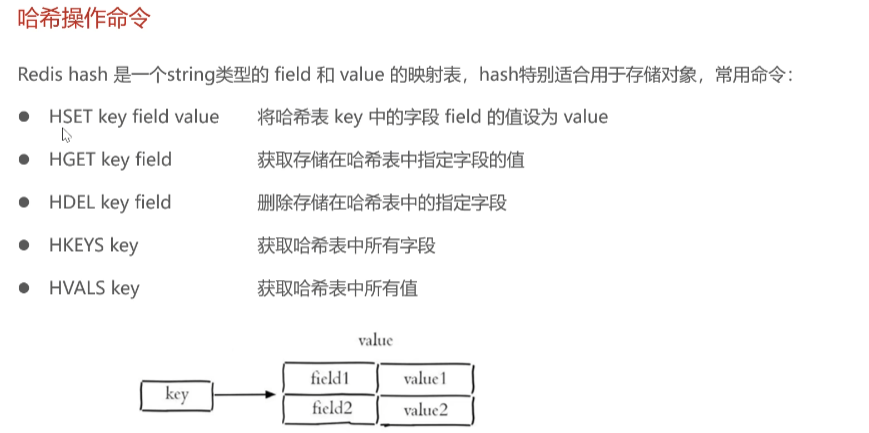 哈希操作命令
Redis hash 是一个string类型的 field 和 value 的映射表，hash特别适合用于存储对象，常用命令：
● HSET key field value 将哈希表 key 中的字段 field 的值设为 value
● HGET key field 获取存储在哈希表中指定字段的值
● HDEL key field 删除存储在哈希表中的指定字段
● HKEYS key 获取哈希表中所有字段
● HVALS key 获取哈希表中所有值
value
field1 value1
key
field2 value2